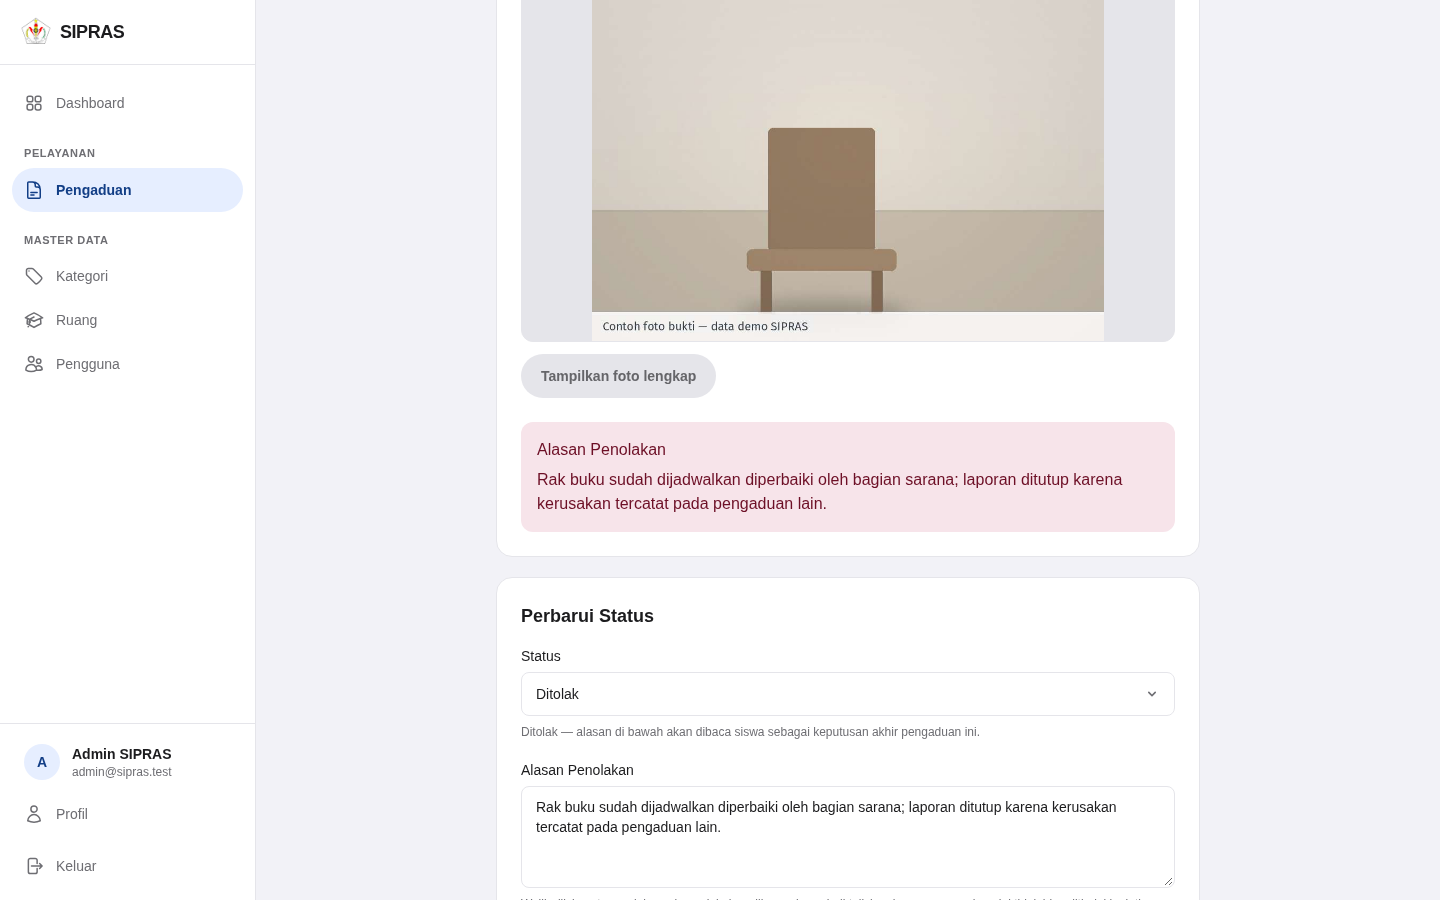 SIPRAS
Dashboard
PELAYANAN
Pengaduan
MASTER DATA
Kategori
Ruang
Pengguna
A
Admin SIPRAS
admin@sipras.test
Profil
Keluar
Contoh foto bukti — data demo SIPRAS
Tampilkan foto lengkap
Alasan Penolakan
Rak buku sudah dijadwalkan diperbaiki oleh bagian sarana; laporan ditutup karena
kerusakan tercatat pada pengaduan lain.
Perbarui Status
Status
Ditolak
Ditolak — alasan di bawah akan dibaca siswa sebagai keputusan akhir pengaduan ini.
Alasan Penolakan
Rak buku sudah dijadwalkan diperbaiki oleh bagian sarana; laporan ditutup karena kerusakan
tercatat pada pengaduan lain.